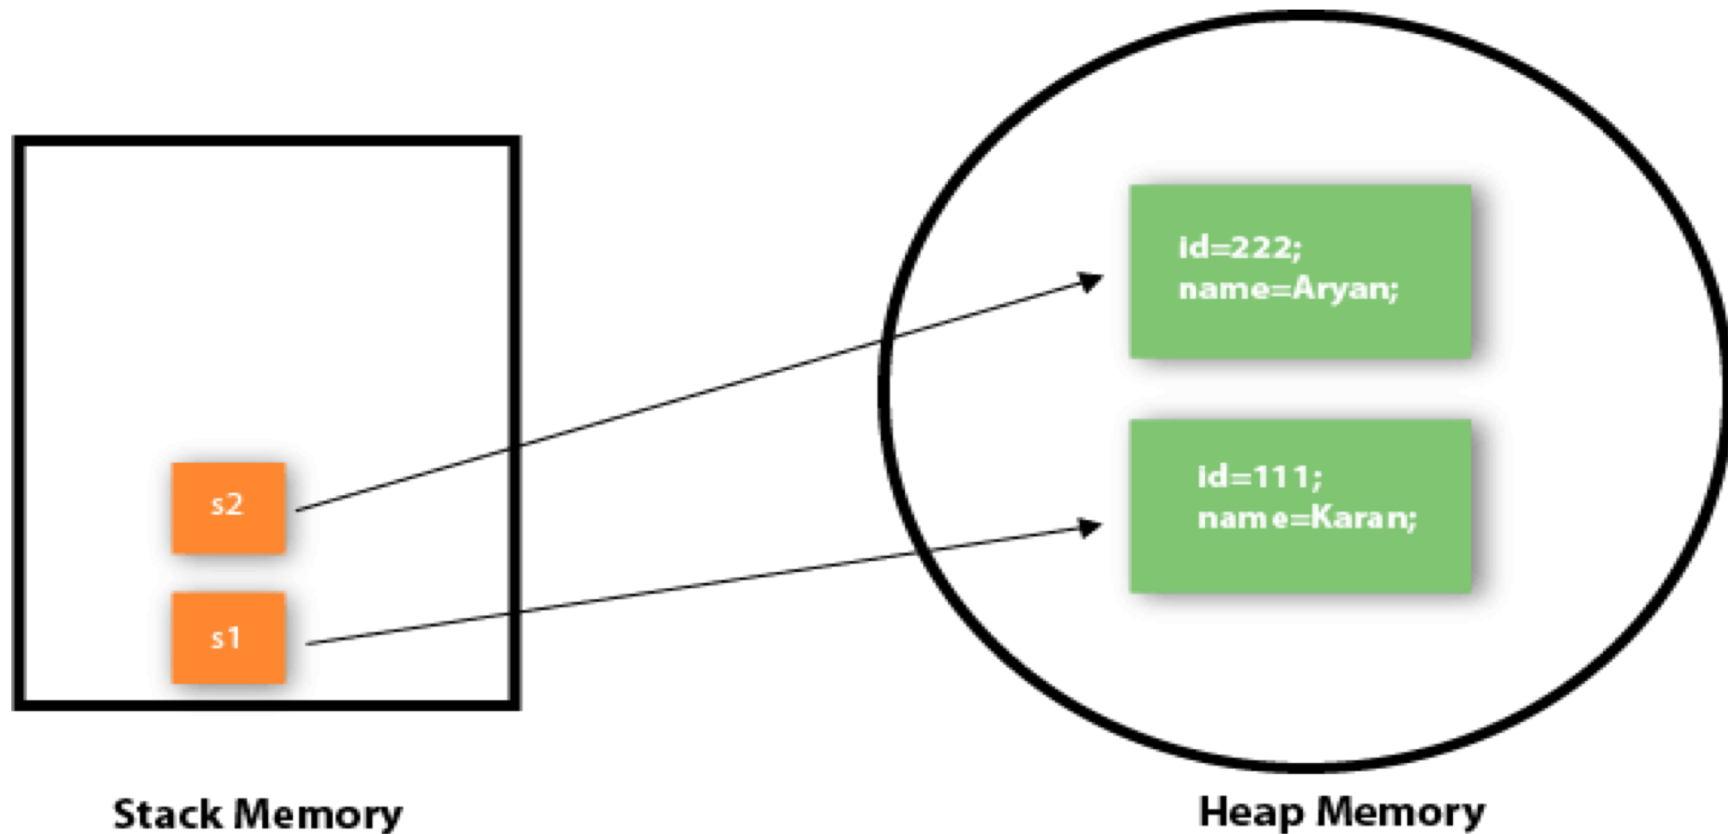 id=222;
name=Aryan;
id=111;
name=Karan;
s2
s1
Stack Memory
Heap Memory